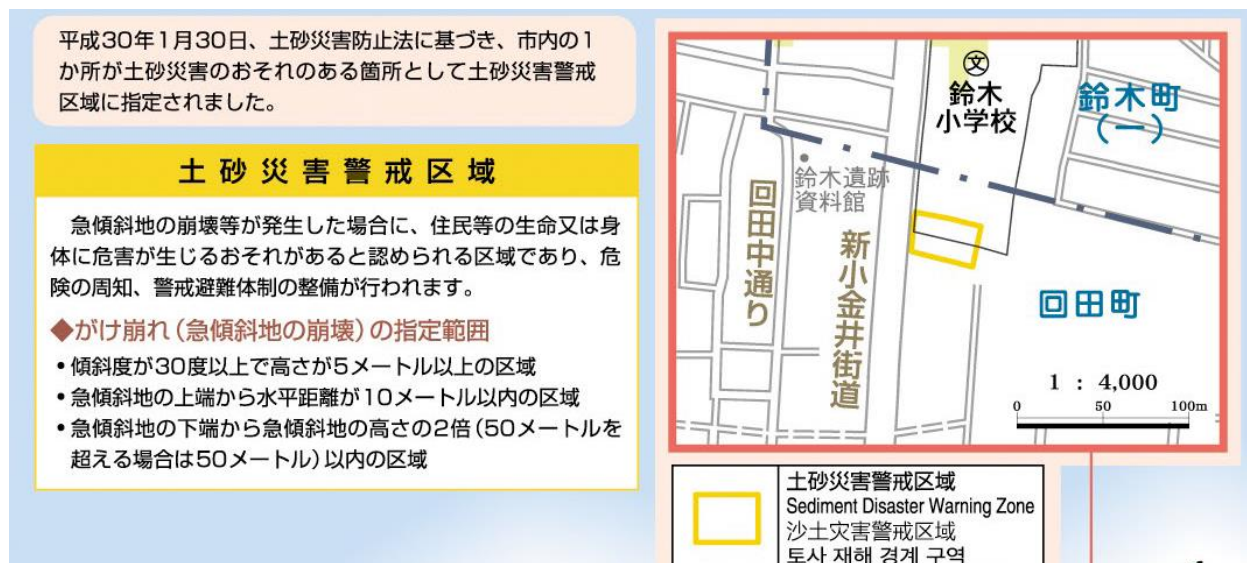 平成30年1月30日、土砂災害防止法に基づき、市内の1
か所が土砂災害のおそれのある箇所として土砂災害警戒
区域に指定されました。
土砂災害警戒区域
急傾斜地の崩壊等が発生した場合に、住民等の生命又は身
体に危害が生じるおそれがあると認められる区域であり、危
険の周知、警戒避難体制の整備が行われます。
◆がけ崩れ（急傾斜地の崩壊）の指定範囲
•傾斜度が30度以上で高さが5メートル以上の区域
•急傾斜地の上端から水平距離が10メートル以内の区域
•急傾斜地の下端から急傾斜地の高さの2倍（50メートルを
超える場合は50メートル）以内の区域
文
鈴木
小学校
鈴木町
（一）
鈴木遺跡
資料館
回田中通り
新小金井街道
回田町
1 : 4,000
0 50 100m
土砂災害警戒区域
Sediment Disaster Warning Zone
沙土灾害警戒区域
토사 재해 경계 구역